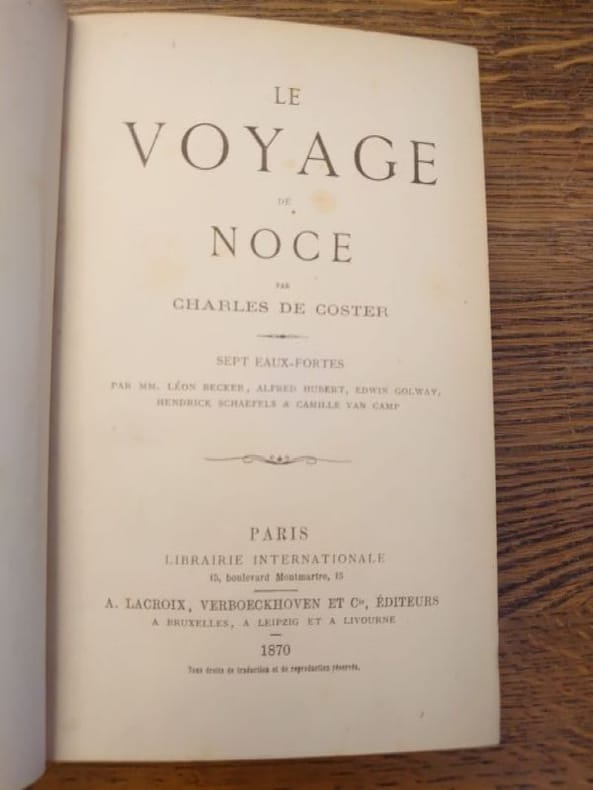 LE
VOYAGE
DE
NOCE
PAR
CHARLES DE COSTER
SEPT EAUX-FORTES
PAR MM. LÉON BECKER, ALFRED HUBERT, EDWIN GOLWAY,
HENDRICK SCHAEFELS & CAMILLE VAN CAMP
PARIS
LIBRAIRIE INTERNATIONALE
15, boulevard Montmartre, 15
A. LACROIX, VERBOECKHOVEN ET Cie, ÉDITEURS
A BRUXELLES, A LEIPZIG ET A LIVOURNE
1870
Tous droits de traduction et de reproduction réservés.